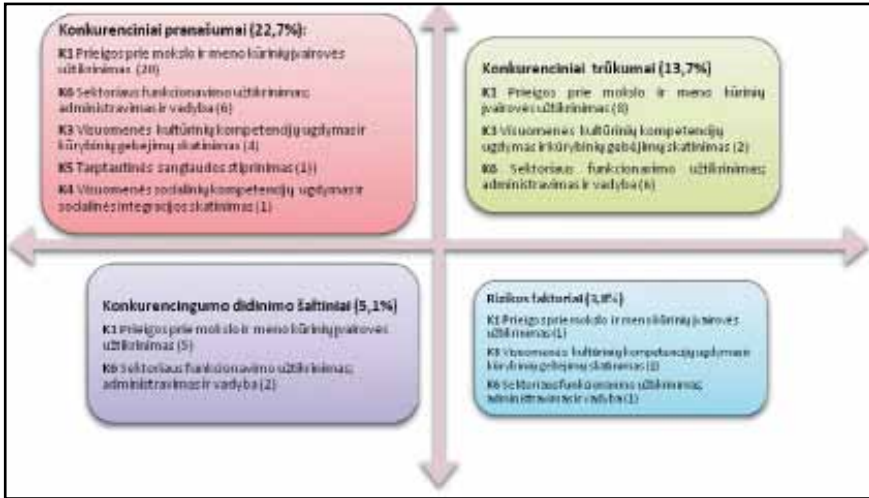 Konkurenciniai pranašumai (22,7%):
K1 Prieigos prie mokslo ir meno kūrinių įvairovės
užtikrinimas (20)
K6 Sektoriaus funkcionavimo užtikrinimas;
administravimas ir vadyba (6)
K3 Visuomenės kultūrinių kompetencijų ugdymas ir
kūrybinių gebėjimų skatinimas (4)
K5 Tarptautinės sanglaudos stiprinimas (1))
K4 Visuomenės socialinių kompetencijų ugdymas ir
socialinės integracijos skatinimas (1)
Konkurenciniai trūkumai (13,7%)
K1 Prieigos prie mokslo ir meno kūrinių
įvairovės užtikrinimas (8)
K3 Visuomenės kultūrinių kompetencijų
ugdymas ir kūrybinių gebėjimų skatinimas (2)
K6 Sektoriaus funkcionavimo užtikrinimas;
administravimas ir vadyba (6)
Konkurencingumo didinimo šaltiniai (5,1%)
K1 Prieigos prie mokslo ir meno kūrinių įvairovės
užtikrinimas (5)
K6 Sektoriaus funkcionavimo užtikrinimas;
administravimas ir vadyba (2)
Rizikos faktoriai (3,8%)
K1 Prieigos prie mokslo ir meno kūrinių įvairovės
užtikrinimas (1)
K3 Visuomenės kultūrinių kompetencijų ugdymas ir
kūrybinių gebėjimų skatinimas
K6 Sektoriaus funkcionavimo užtikrinimas;
administravimas ir vadyba (1)